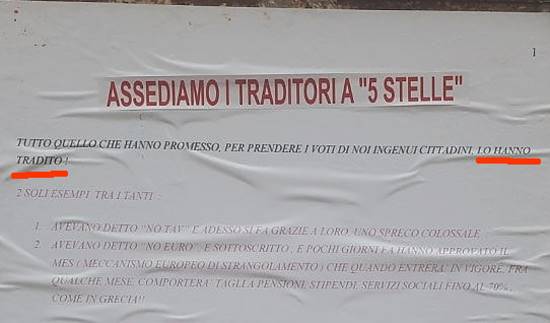 1
ASSEDIAMO I TRADITORI A "5 STELLE"
TUTTO QUELLO CHE HANNO PROMESSO, PER PRENDERE I VOTI DI NOI INGENUI CITTADINI, LO HANNO
TRADITO !
2 SOLI ESEMPI TRA I TANTI :
1. AVEVANO DETTO "NO TAV" E ADESSO SI FA GRAZIE A LORO, UNO SPRECO COLOSSALE ;
2. AVEVANO DETTO "NO EURO", E SOTTOSCRITTO, E POCHI GIORNI FA HANNO APPROVATO IL
MES ( MECCANISMO EUROPEO DI STRANGOLAMENTO ) CHE QUANDO ENTRERA' IN VIGORE, FRA
QUALCHE MESE, COMPORTERA' TAGLI A PENSIONI, STIPENDI, SERVIZI SOCIALI FINO AL 70%,
COME IN GRECIA!!